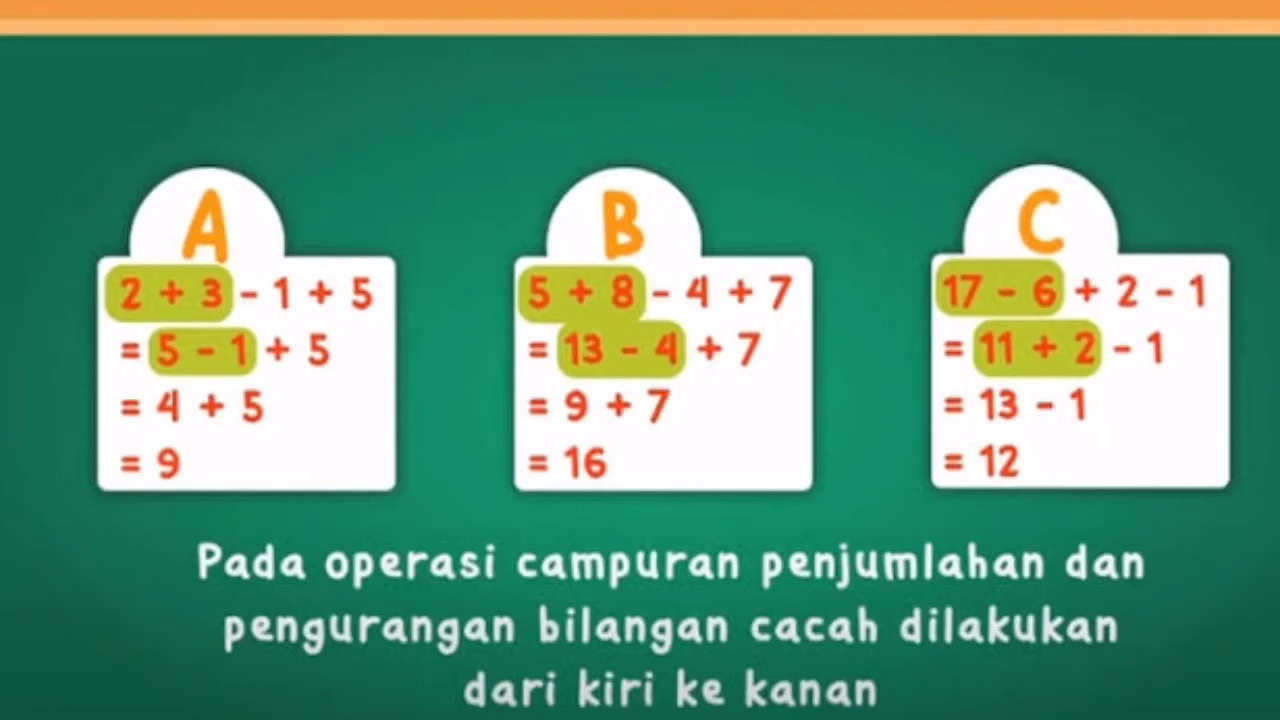 A
2 + 3 - 1 + 5
= 5 - 1 + 5
= 4 + 5
= 9
B
5 + 8 - 4 + 7
= 13 - 4 + 7
= 9 + 7
= 16
C
17 - 6 + 2 - 1
= 11 + 2 - 1
= 13 - 1
= 12
Pada operasi campuran penjumlahan dan
pengurangan bilangan cacah dilakukan
dari kiri ke kanan